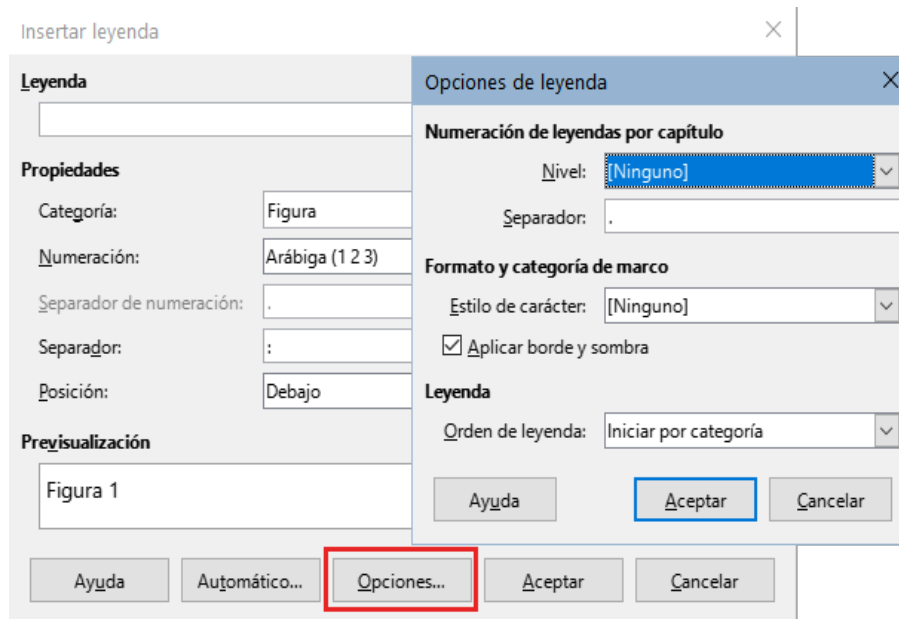 Insertar leyenda
Leyenda
Propiedades
Categoría: Figura
Numeración: Arábiga (1 2 3)
Separador de numeración: .
Separador: :
Posición: Debajo
Previsualización
Figura 1
Ayuda Automático... Opciones... Aceptar Cancelar
Opciones de leyenda
Numeración de leyendas por capítulo
Nivel: [Ninguno]
Separador: .
Formato y categoría de marco
Estilo de carácter: [Ninguno]
Aplicar borde y sombra
Leyenda
Orden de leyenda: Iniciar por categoría
Ayuda Aceptar Cancelar